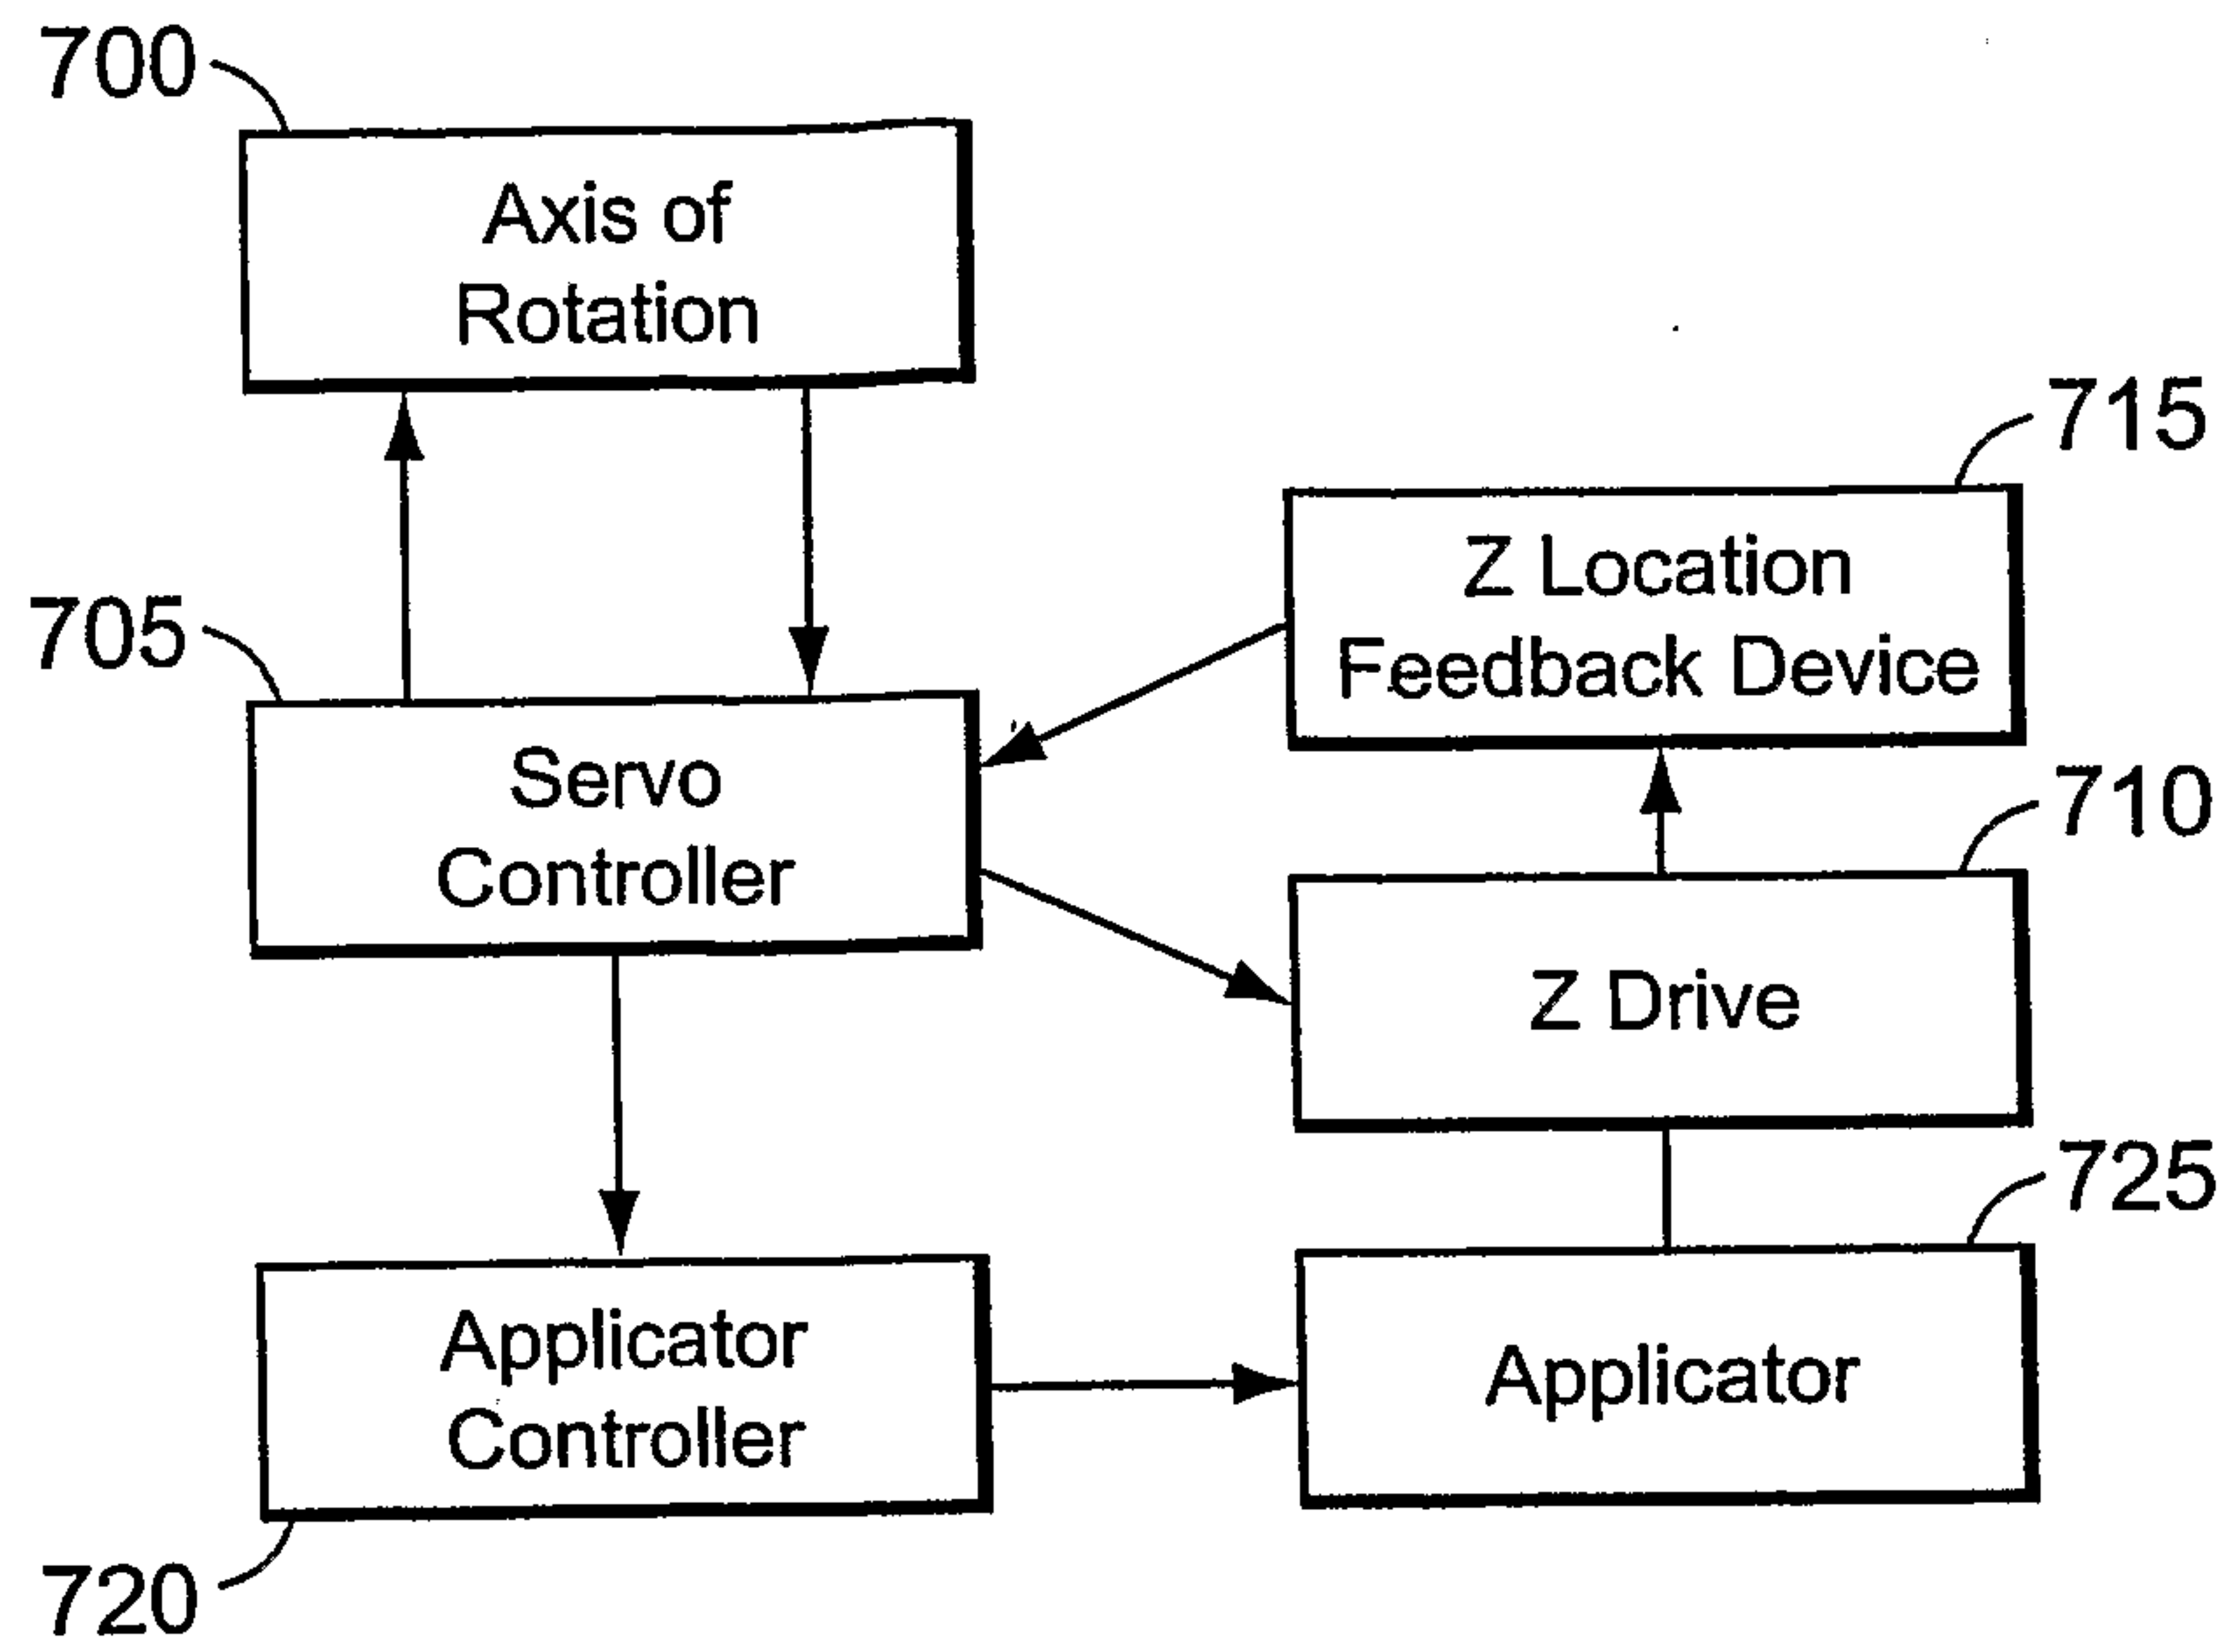 700
Axis of
Rotation
715
Z Location
Feedback Device
705
Servo
Controller
710
Z Drive
725
Applicator
Controller
Applicator
720